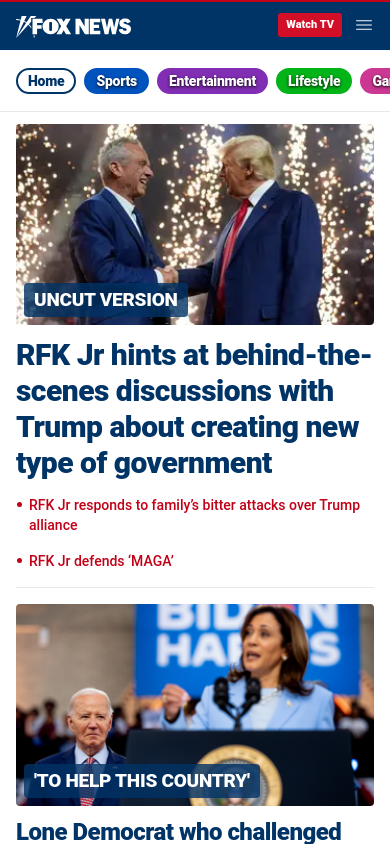 FOX NEWS
Watch TV
Home
Sports
Entertainment
Lifestyle
Ga
UNCUT VERSION
RFK Jr hints at behind-the-
scenes discussions with
Trump about creating new
type of government
• RFK Jr responds to family’s bitter attacks over Trump
alliance
• RFK Jr defends ‘MAGA’
BIDEN
HARRIS
'TO HELP THIS COUNTRY'
Lone Democrat who challenged